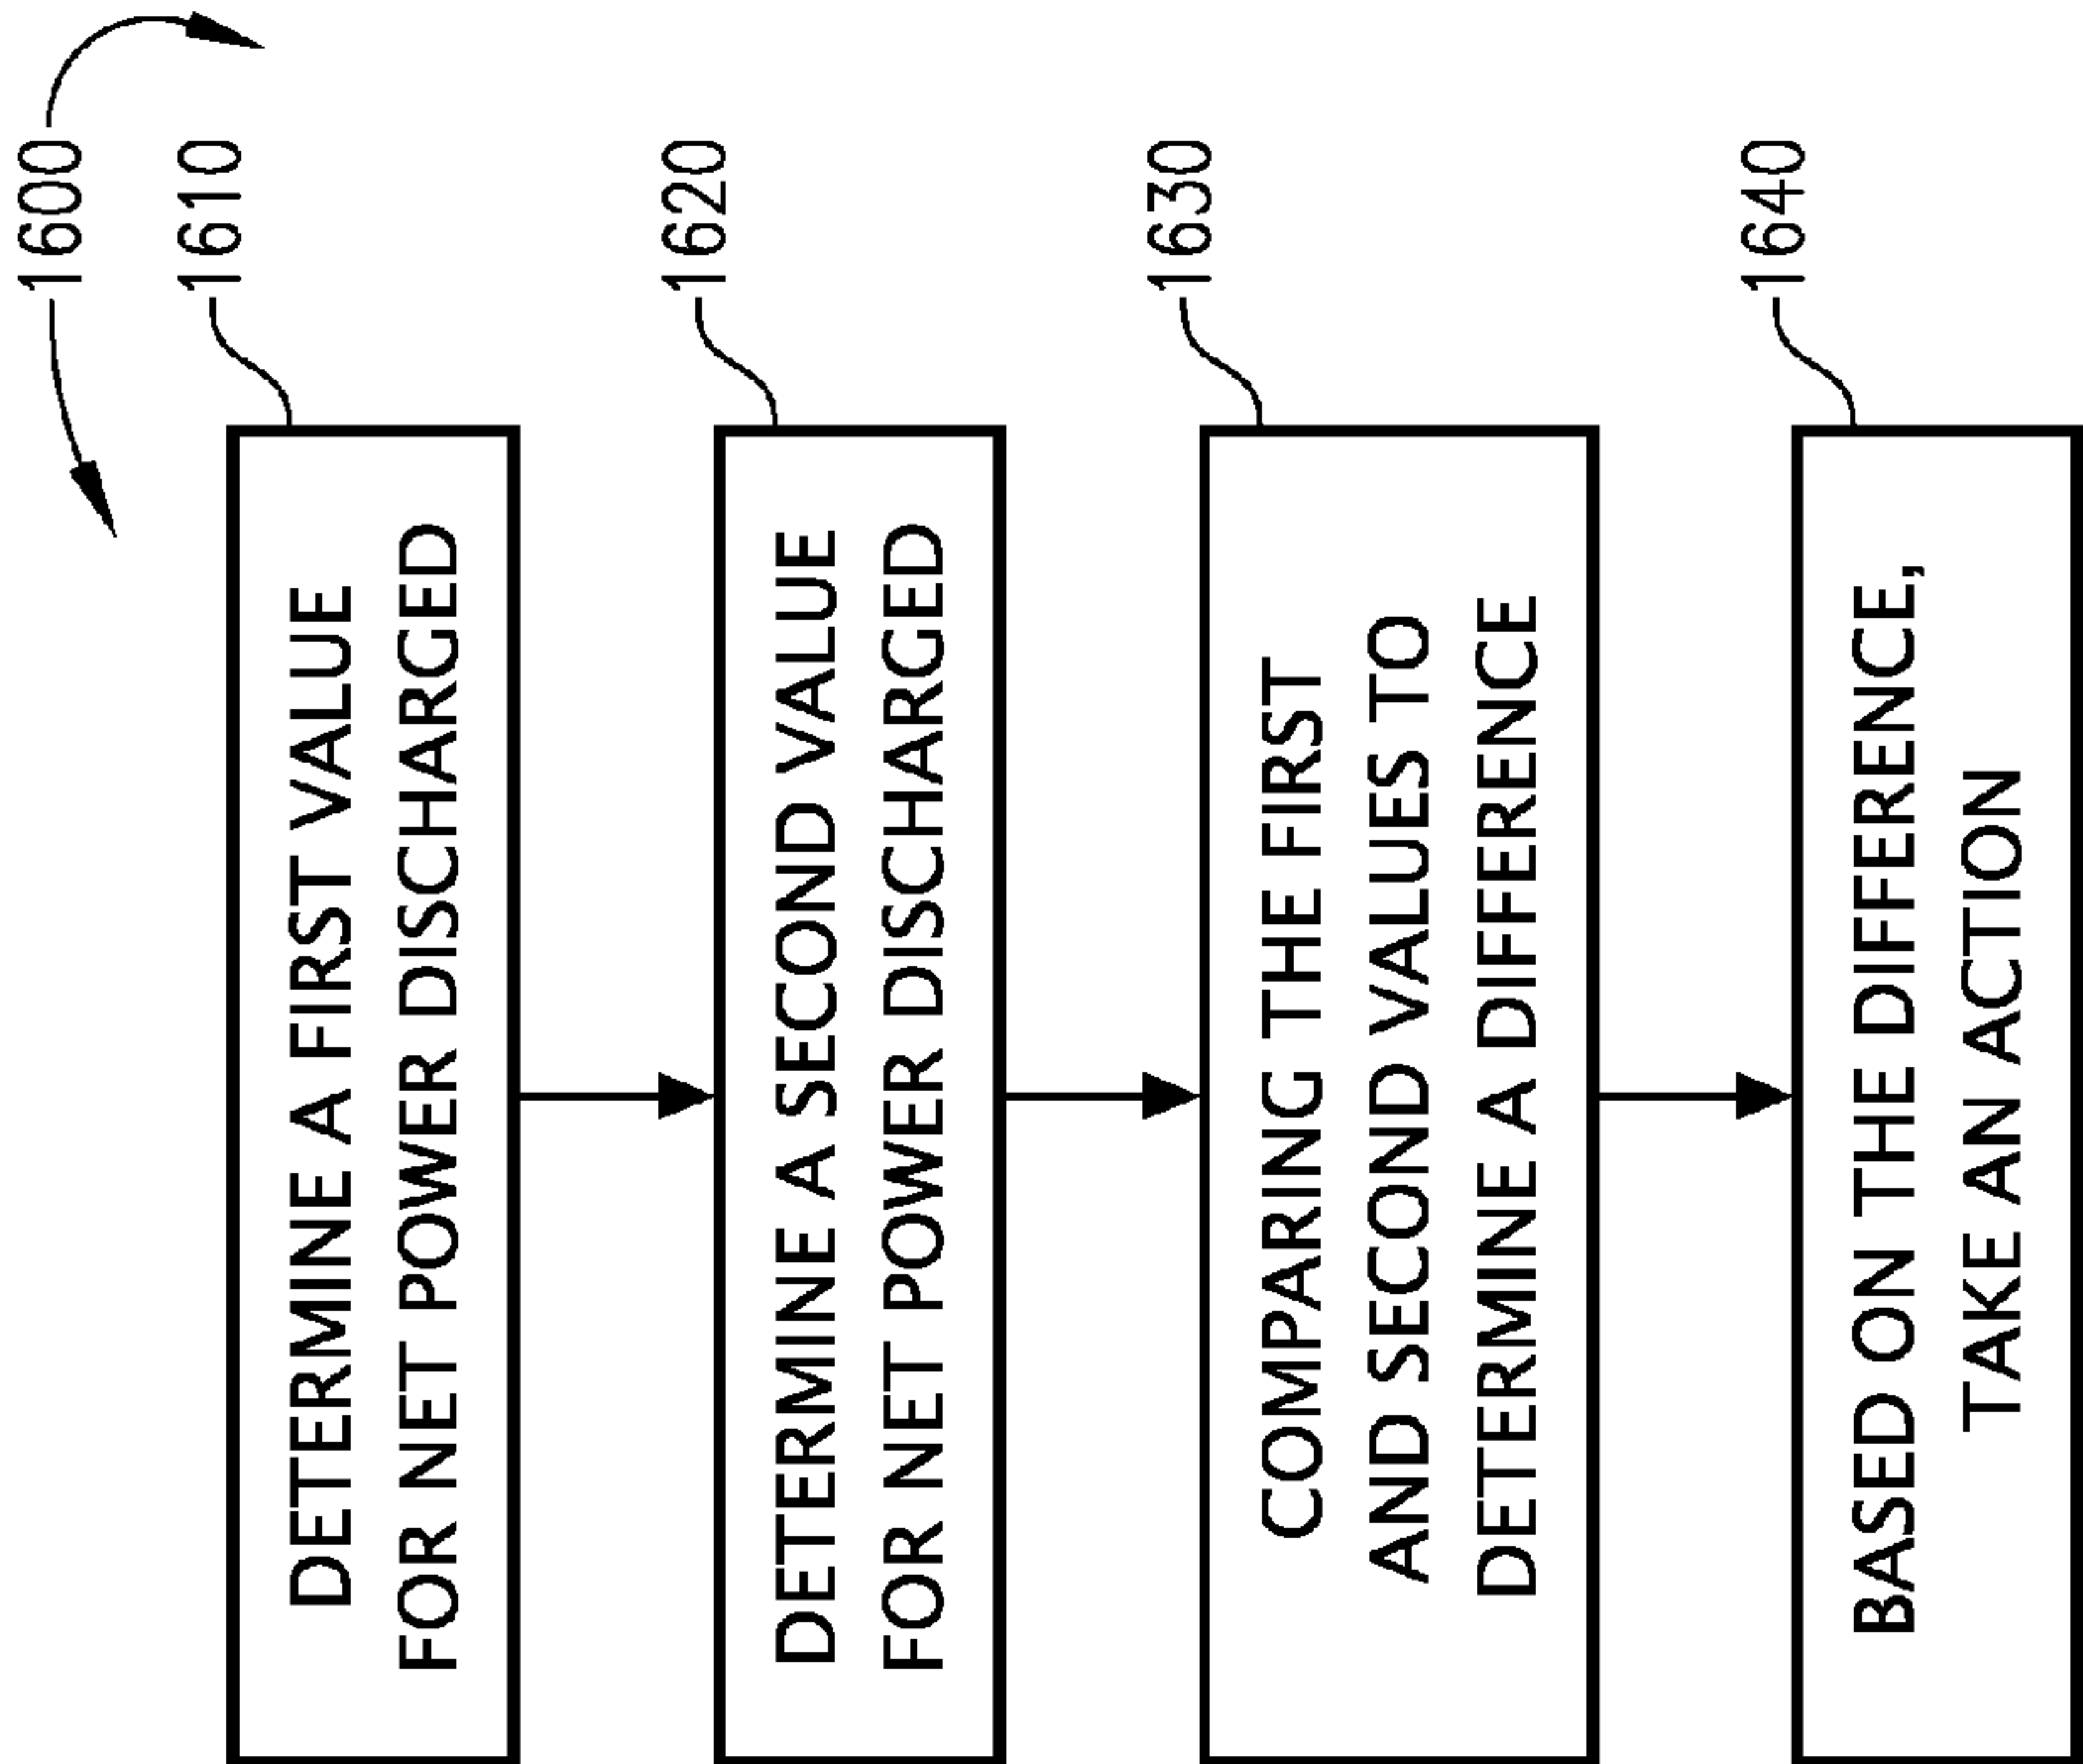 1600
1610
DETERMINE A FIRST VALUE
FOR NET POWER DISCHARGED
1620
DETERMINE A SECOND VALUE
FOR NET POWER DISCHARGED
1630
COMPARING THE FIRST
AND SECOND VALUES TO
DETERMINE A DIFFERENCE
1640
BASED ON THE DIFFERENCE,
TAKE AN ACTION